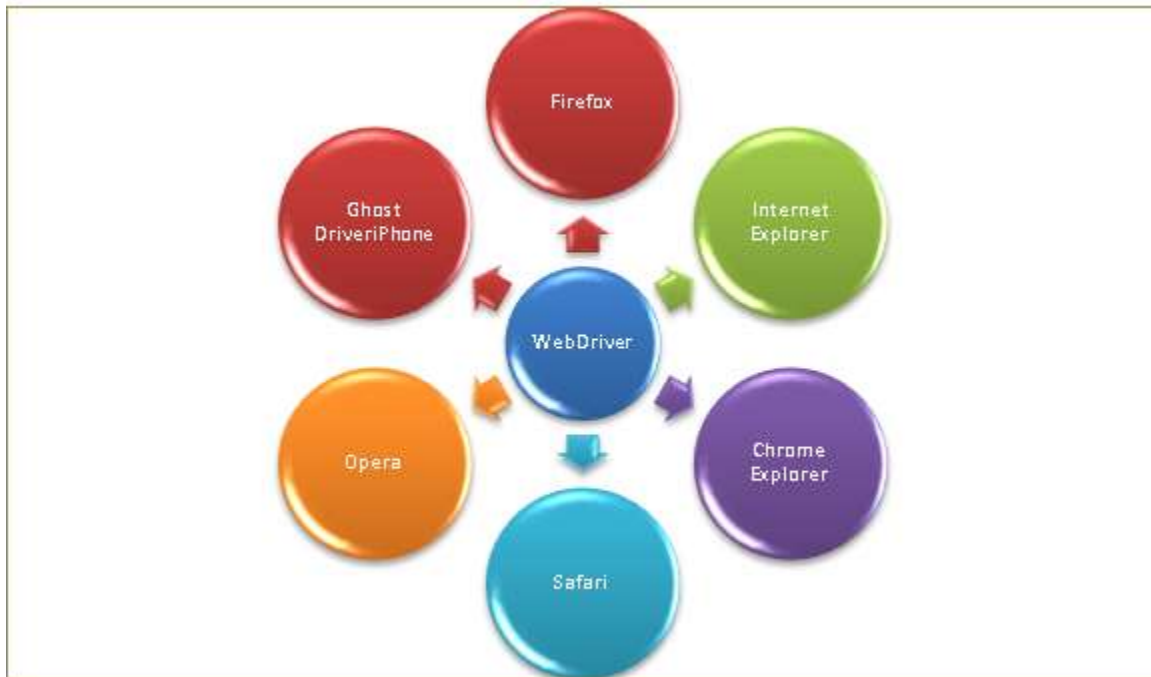 Firefox
Ghost
DriveriPhone
Internet
Explorer
WebDriver
Opera
Chrome
Explorer
Safari